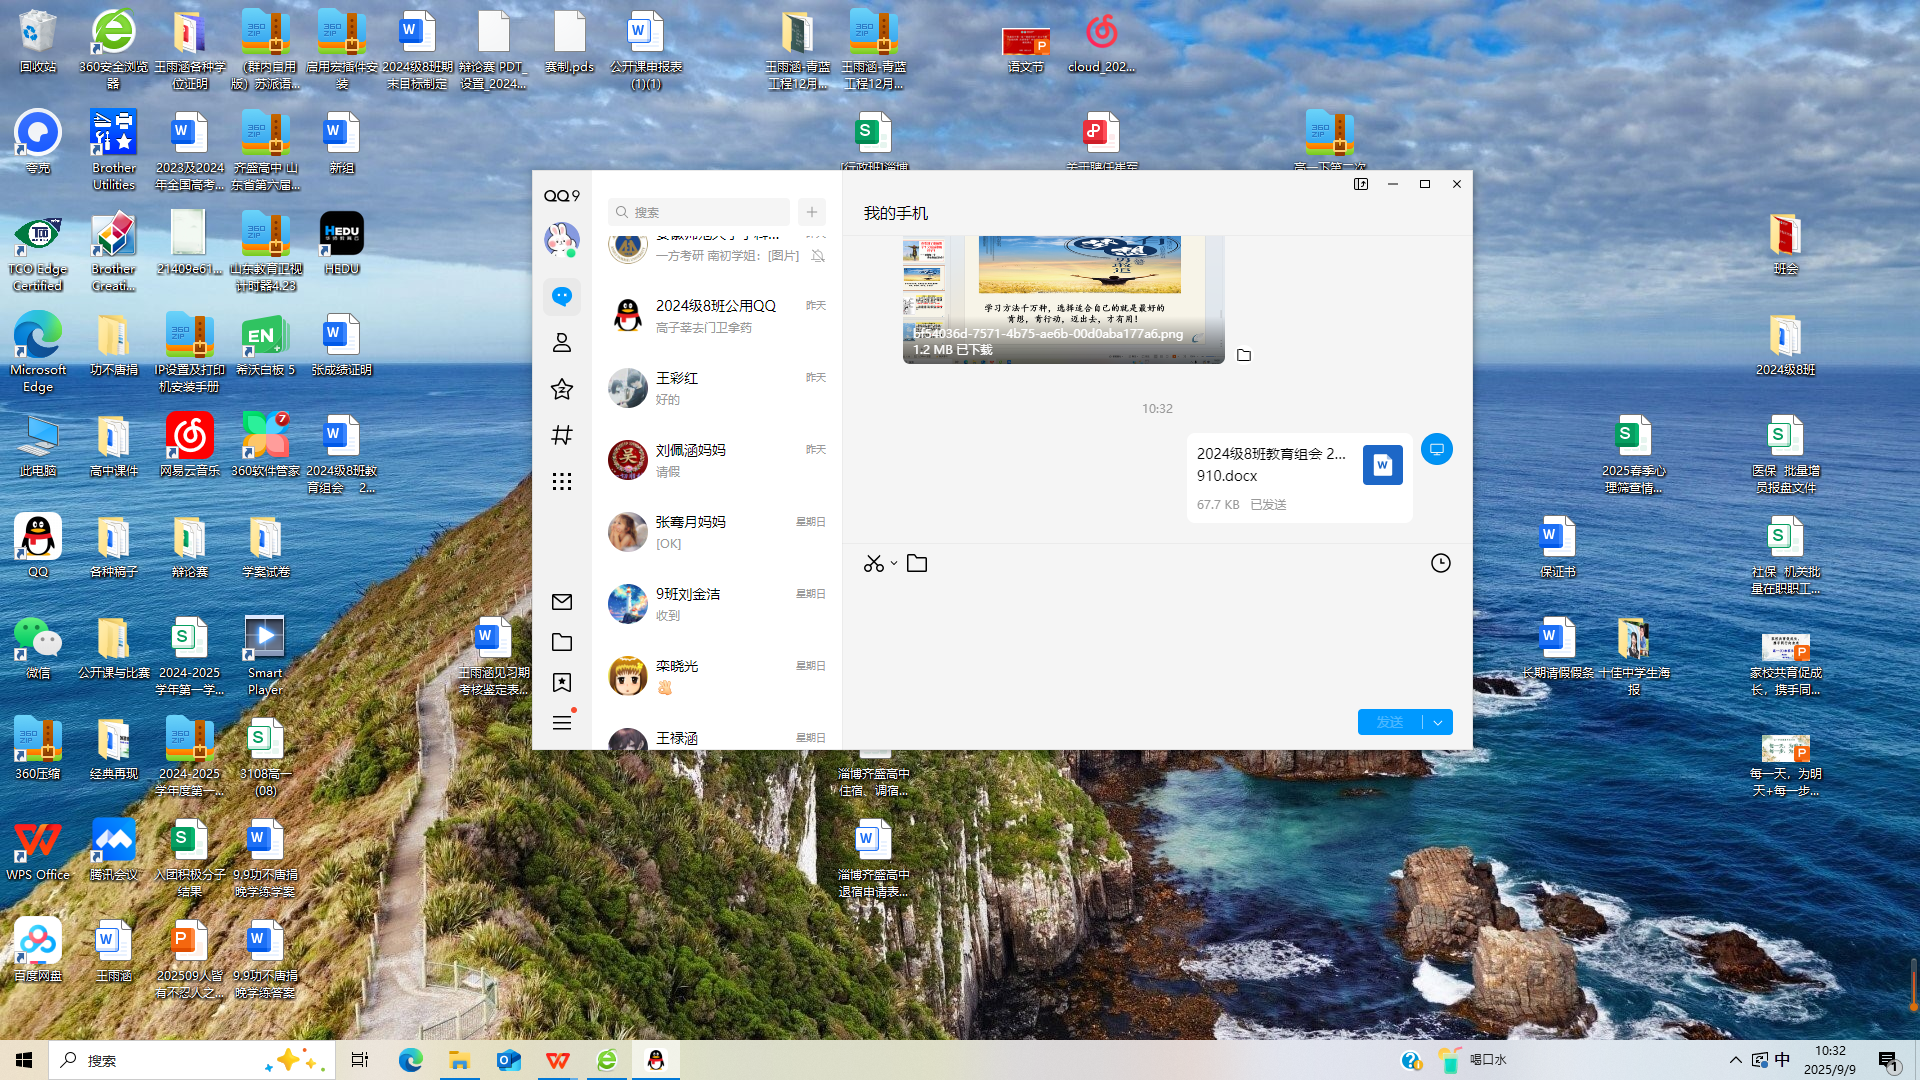 回收站
360安全浏览
器
王雨涵各种学
位证明
(群内自用
版）苏派语...
启用宏插件安
装
2024级8班期
末目标制定
辩论赛 PDT_
设置_2024...
赛制.pds
公开课申报表
(1)(1)
王雨涵-青蓝
工程12月...
王雨涵-青蓝
工程12月...
语文节
cloud_202...
夸克
Brother
Utilities
2023及2024
年全国高考...
齐盛高中 山
东省第六届...
新组
[行政班]淄博
关于聘任崔军
高一下第二次
TCO Edge
Certified
Brother
Creati...
21409e61...
山东教育卫视
计时器4.23
HEDU
班会
Microsoft
Edge
功不唐捐
IP设置及打印
机安装手册
希沃白板 5
张成绩证明
2024级8班
此电脑
高中课件
网易云音乐
360软件管家
2024级8班教
育组会 2...
2025春季心
理筛查情...
医保_批量增
员报盘文件
QQ
各种稿子
辩论赛
学案试卷
保证书
社保_机关批
量在职职工...
微信
公开课与比赛
2024-2025
学年第一学...
Smart
Player
王雨涵见习期
考核鉴定表...
长期请假假条
十佳中学生海
报
家校共育促成
长，携手同...
360压缩
经典再现
2024-2025
学年度第一...
3108高一
(08)
淄博齐盛高中
住宿、调宿...
每一天，为明
天+每一步...
WPS Office
腾讯会议
入团积极分子
结果
9.9功不唐捐
晚学练学案
淄博齐盛高中
退宿申请表...
百度网盘
王雨涵
202509人皆
有不忍人之...
9.9功不唐捐
晚学练答案
QQ9
搜索
一方考研 南初学姐：[图片]
2024级8班公用QQ
昨天
高子莘去门卫拿药
王彩红
昨天
好的
刘佩涵妈妈
昨天
请假
张骞月妈妈
星期日
[OK]
9班刘金洁
星期日
收到
栾晓光
星期日
王禄涵
星期日
我的手机
学习方法千万种，选择适合自己的就是最好的
肯想，肯行动，迈出去，才有用！
bf54036d-7571-4b75-ae6b-00d0aba177a6.png
1.2 MB 已下载
10:32
2024级8班教育组会 2...
910.docx
67.7 KB 已发送
发送
搜索
喝口水
中
10:32
2025/9/9
1